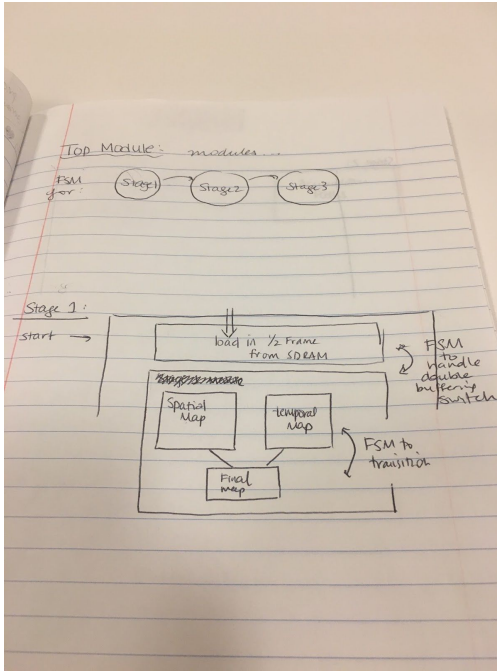 Top Module: modules...
FSM for:
Stage1
Stage2
Stage3
Stage 1:
start →
load in 1/2 Frame
from SDRAM
FSM
to
handle
double
buffering
switch
Spatial
Map
temporal
Map
FSM to
transition
Final
Map